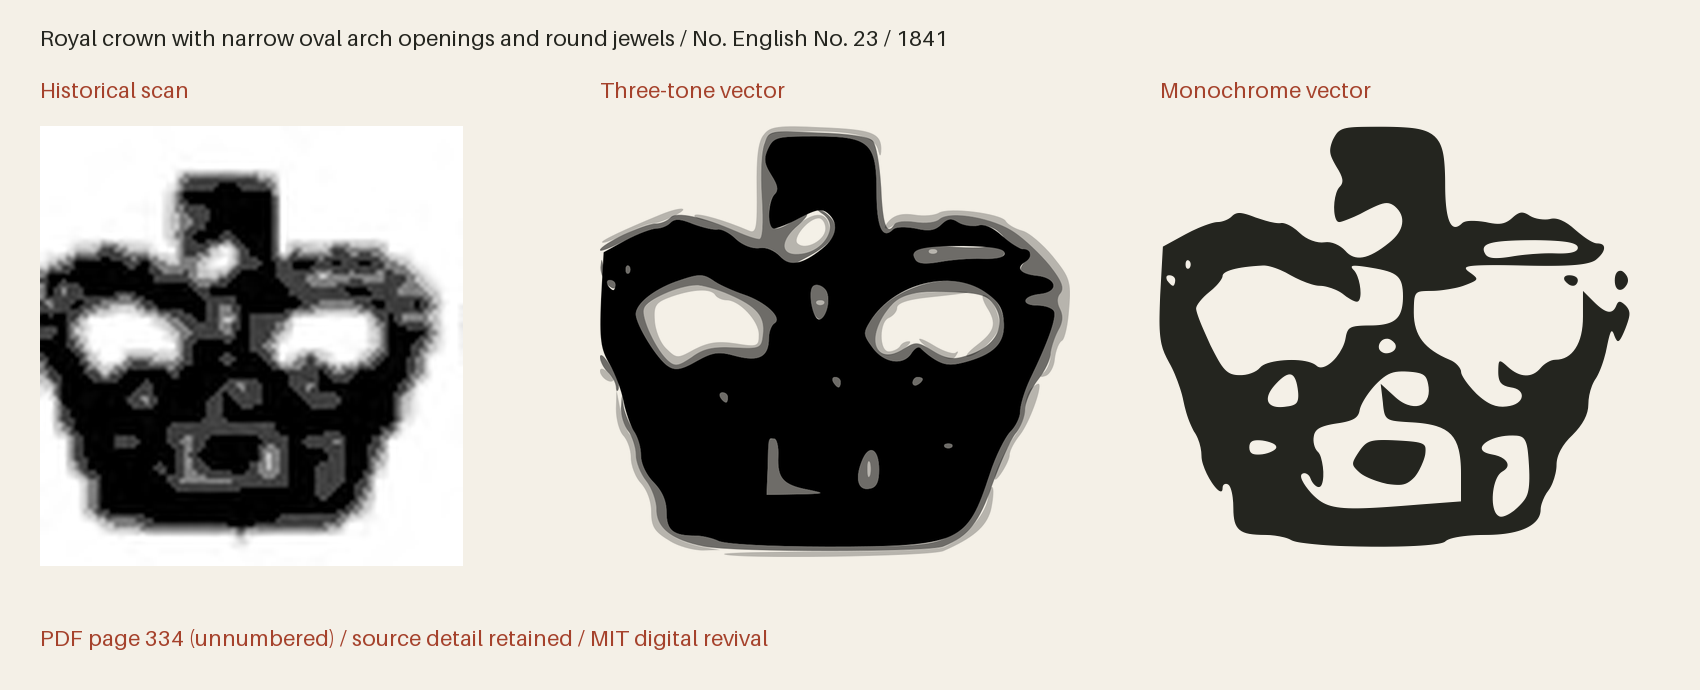 Royal crown with narrow oval arch openings and round jewels / No. English No. 23 / 1841
Historical scan
Three-tone vector
Monochrome vector
PDF page 334 (unnumbered) / source detail retained / MIT digital revival